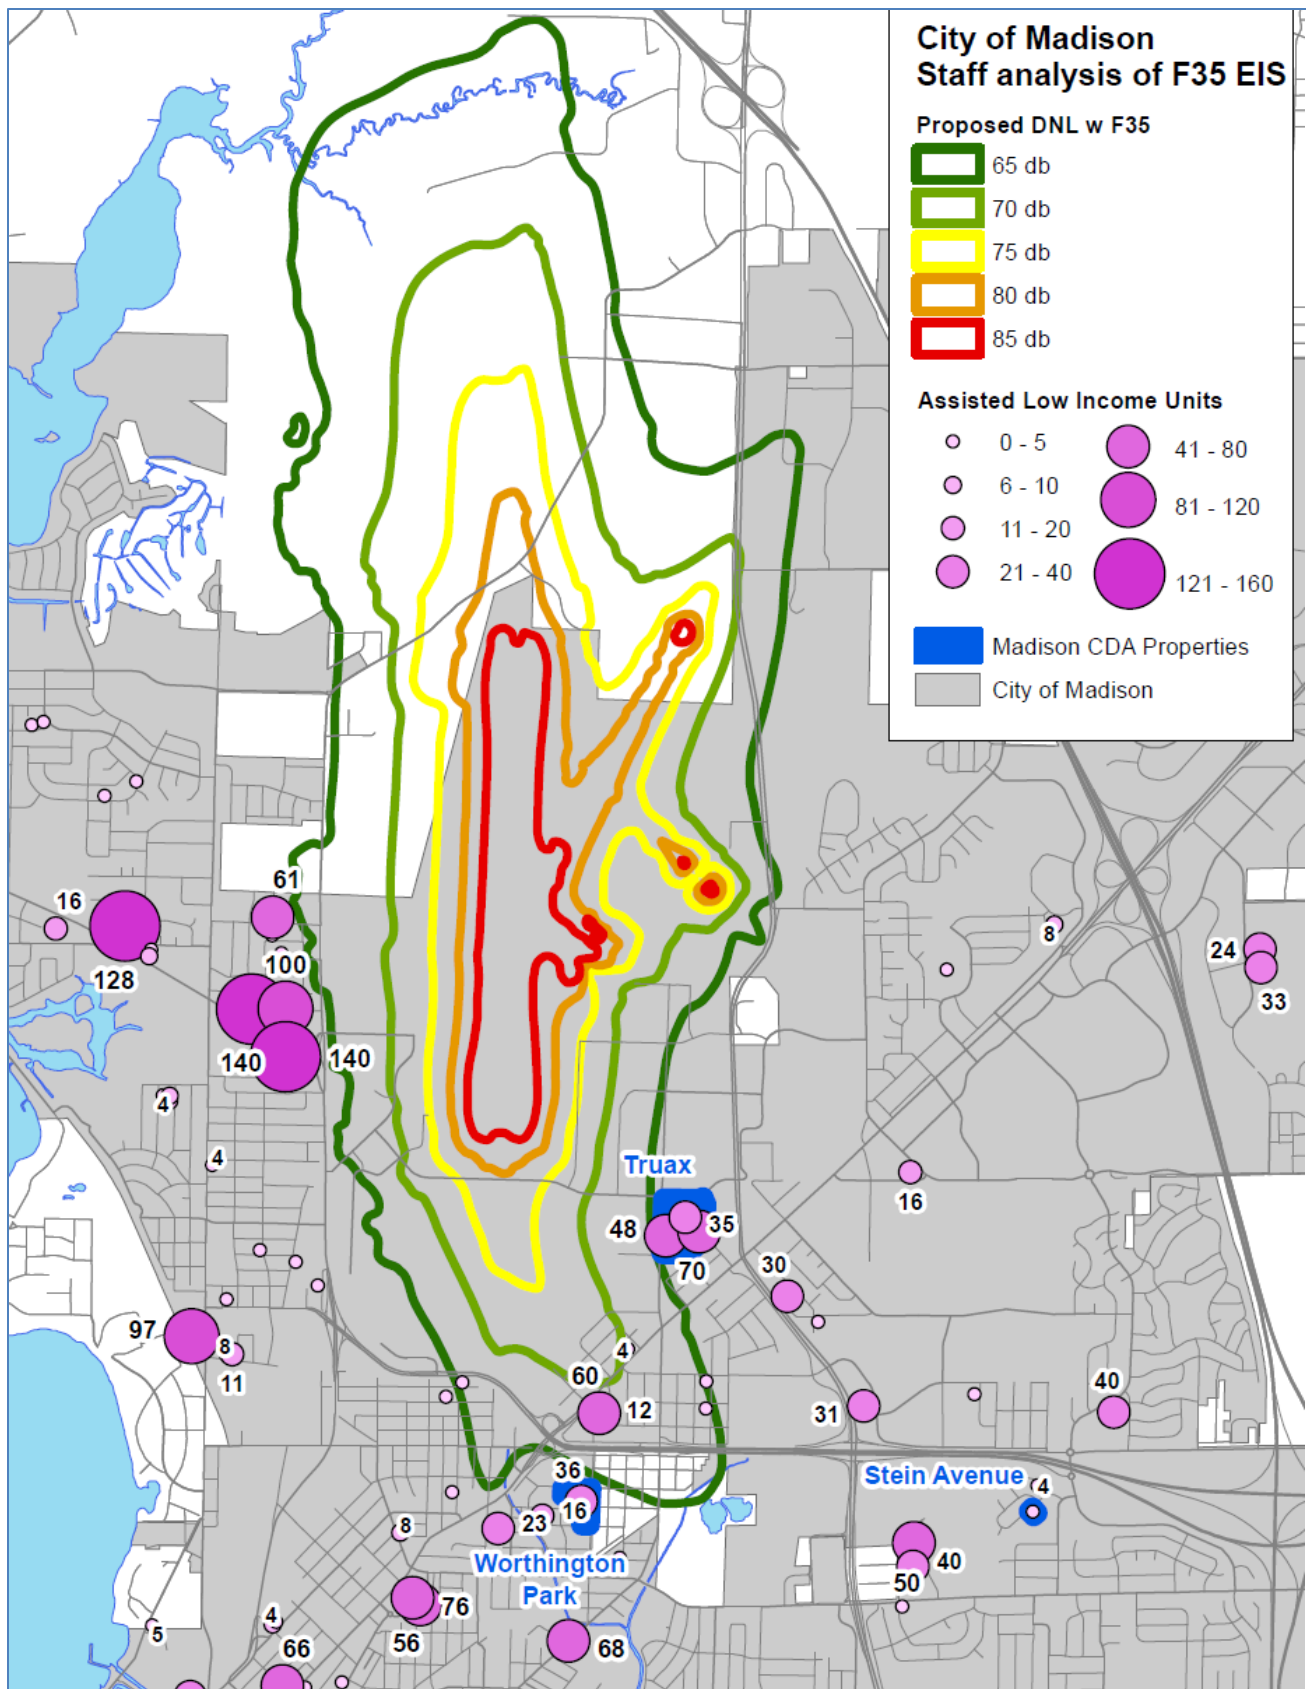 City of Madison
Staff analysis of F35 EIS
Proposed DNL w F35
65 db
70 db
75 db
80 db
85 db
Assisted Low Income Units
0 - 5
6 - 10
11 - 20
21 - 40
41 - 80
81 - 120
121 - 160
Madison CDA Properties
City of Madison
61
16
128
100
140
140
8
24
33
4
4
16
Truax
48
35
70
30
97
8
11
4
60
12
31
40
36
16
23
8
Worthington
Park
Stein Avenue
4
40
50
76
56
68
4
5
66